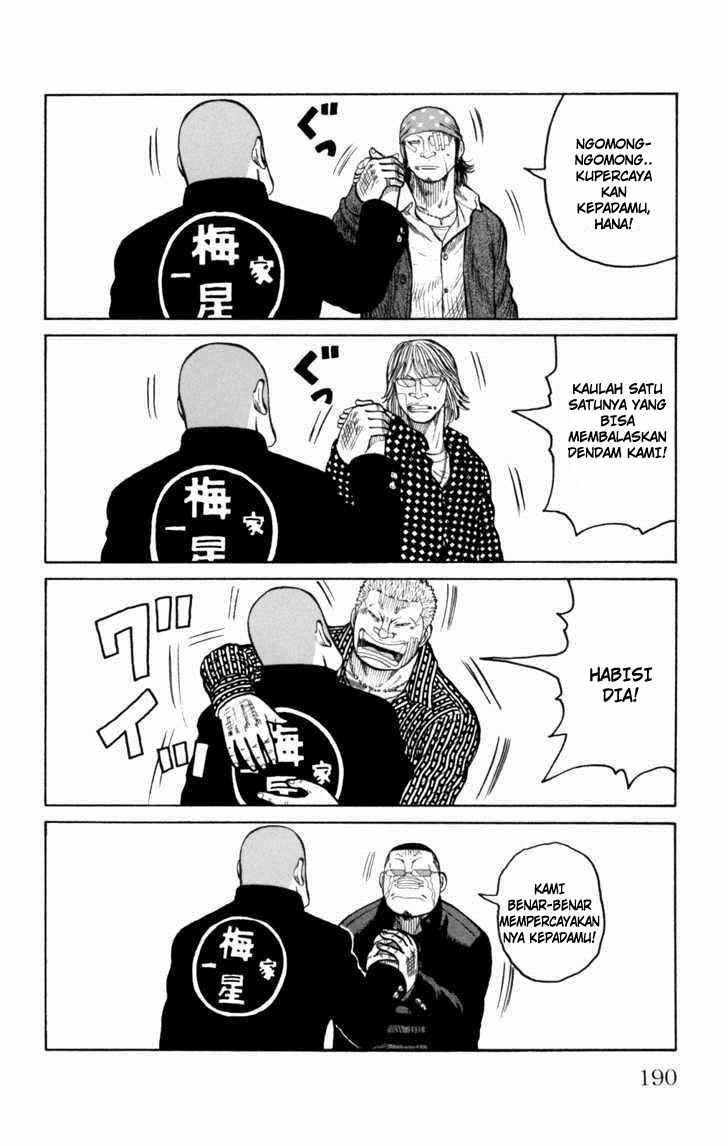 NGOMONG-
NGOMONG..
KUPERCAYA
KAN
KEPADAMU,
HANA!
ぐっ
梅
一 家
星
KAULAH SATU
SATUNYA YANG
BISA
MEMBALASKAN
DENDAM KAMI!
ぐっ
梅
一 家
星
HABISI
DIA!
グイッ
梅
家
星
KAMI
BENAR-BENAR
MEMPERCAYAKAN
NYA KEPADAMU!
梅
一 家
星
190